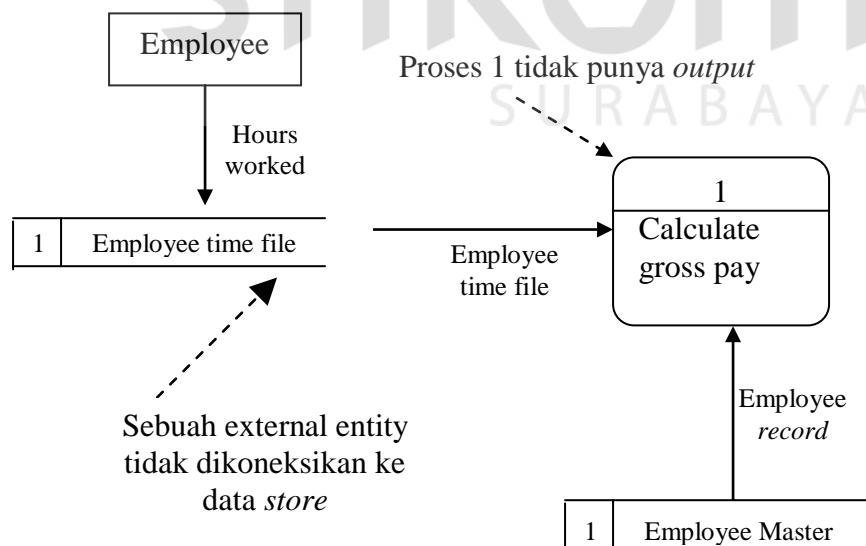 Employee
Proses 1 tidak punya output
SURABAYA
Hours
worked
1
Calculate
gross pay
1 Employee time file
Employee
time file
Employee
record
Sebuah external entity
tidak dikoneksikan ke
data store
1 Employee Master